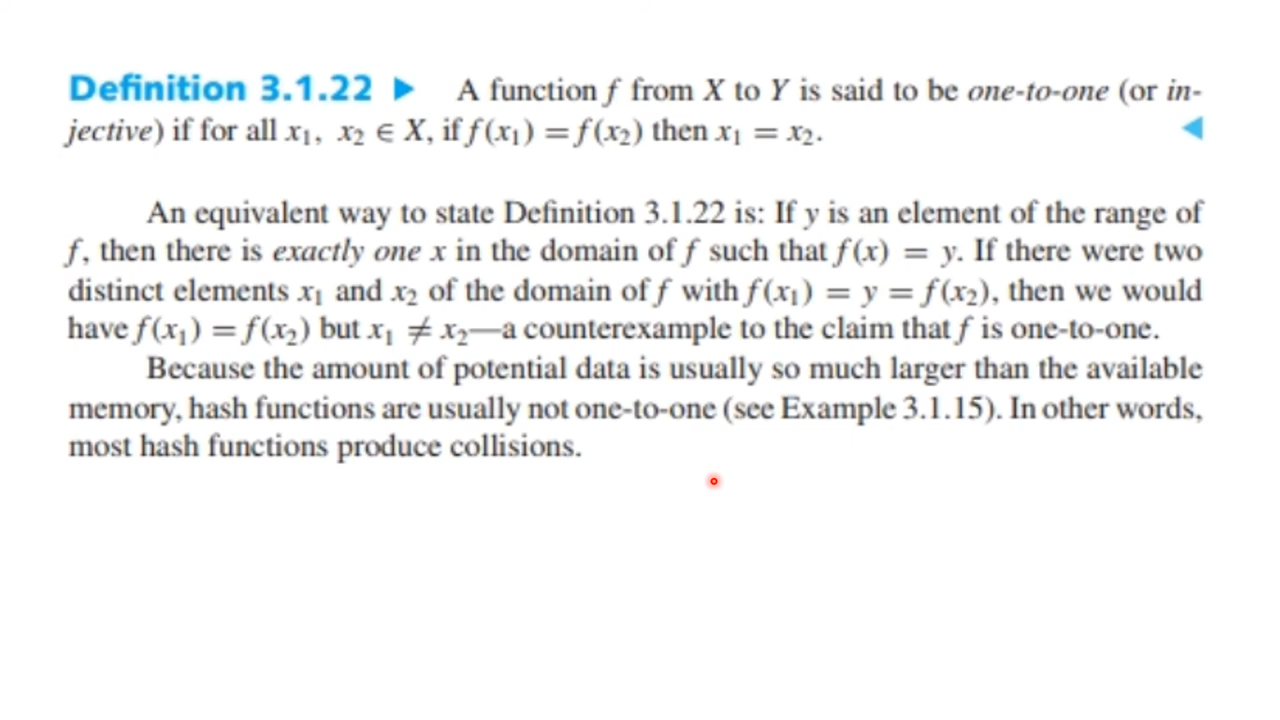 Definition 3.1.22 ▶ A function f from X to Y is said to be one-to-one (or in-
jective) if for all x₁, x₂ ∈ X, if f(x₁) = f(x₂) then x₁ = x₂. ◀
An equivalent way to state Definition 3.1.22 is: If y is an element of the range of
f, then there is exactly one x in the domain of f such that f(x) = y. If there were two
distinct elements x₁ and x₂ of the domain of f with f(x₁) = y = f(x₂), then we would
have f(x₁) = f(x₂) but x₁ ≠ x₂—a counterexample to the claim that f is one-to-one.
Because the amount of potential data is usually so much larger than the available
memory, hash functions are usually not one-to-one (see Example 3.1.15). In other words,
most hash functions produce collisions.